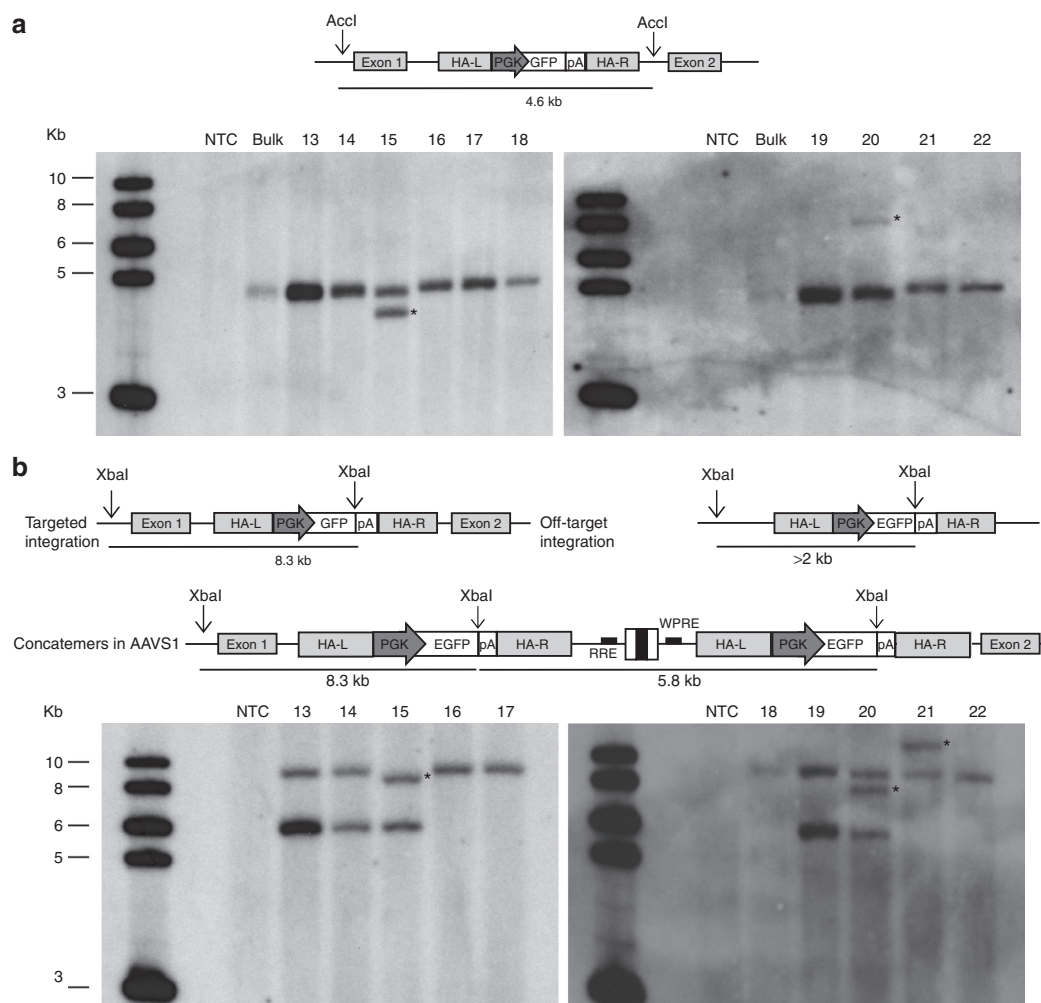 a
AccI AccI
Exon 1 HA-L PGK GFP pA HA-R Exon 2
4.6 kb
Kb NTC Bulk 13 14 15 16 17 18 NTC Bulk 19 20 21 22
10
8
6
5
3
*
*
b
XbaI XbaI XbaI XbaI
Targeted integration Exon 1 HA-L PGK GFP pA HA-R Exon 2 Off-target integration HA-L PGK EGFP pA HA-R
8.3 kb >2 kb
XbaI XbaI XbaI
WPRE
Concatemers in AAVS1 Exon 1 HA-L PGK EGFP pA HA-R RRE HA-L PGK EGFP pA HA-R Exon 2
8.3 kb 5.8 kb
Kb NTC 13 14 15 16 17 NTC 18 19 20 21 22
10
8
6
5
3
*
*
*